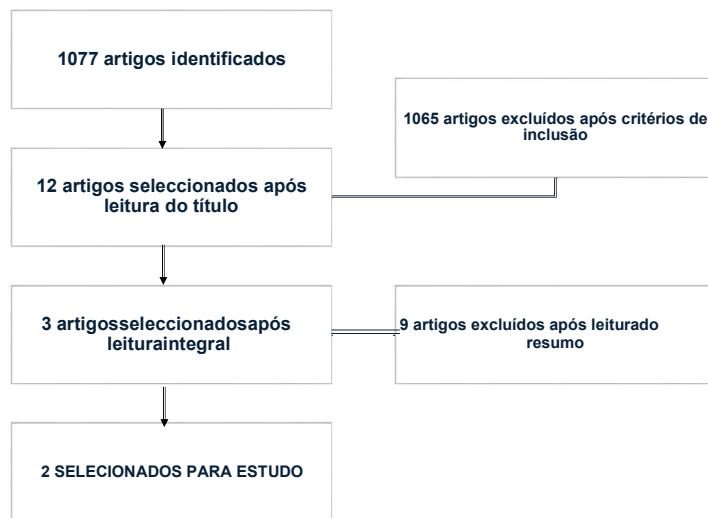 1077 artigos identificados
1065 artigos excluídos após critérios de
inclusão
12 artigos seleccionados após
leitura do título
3 artigosseleccionadosapós
leituraintegral
9 artigos excluídos após leiturado
resumo
2 SELECIONADOS PARA ESTUDO